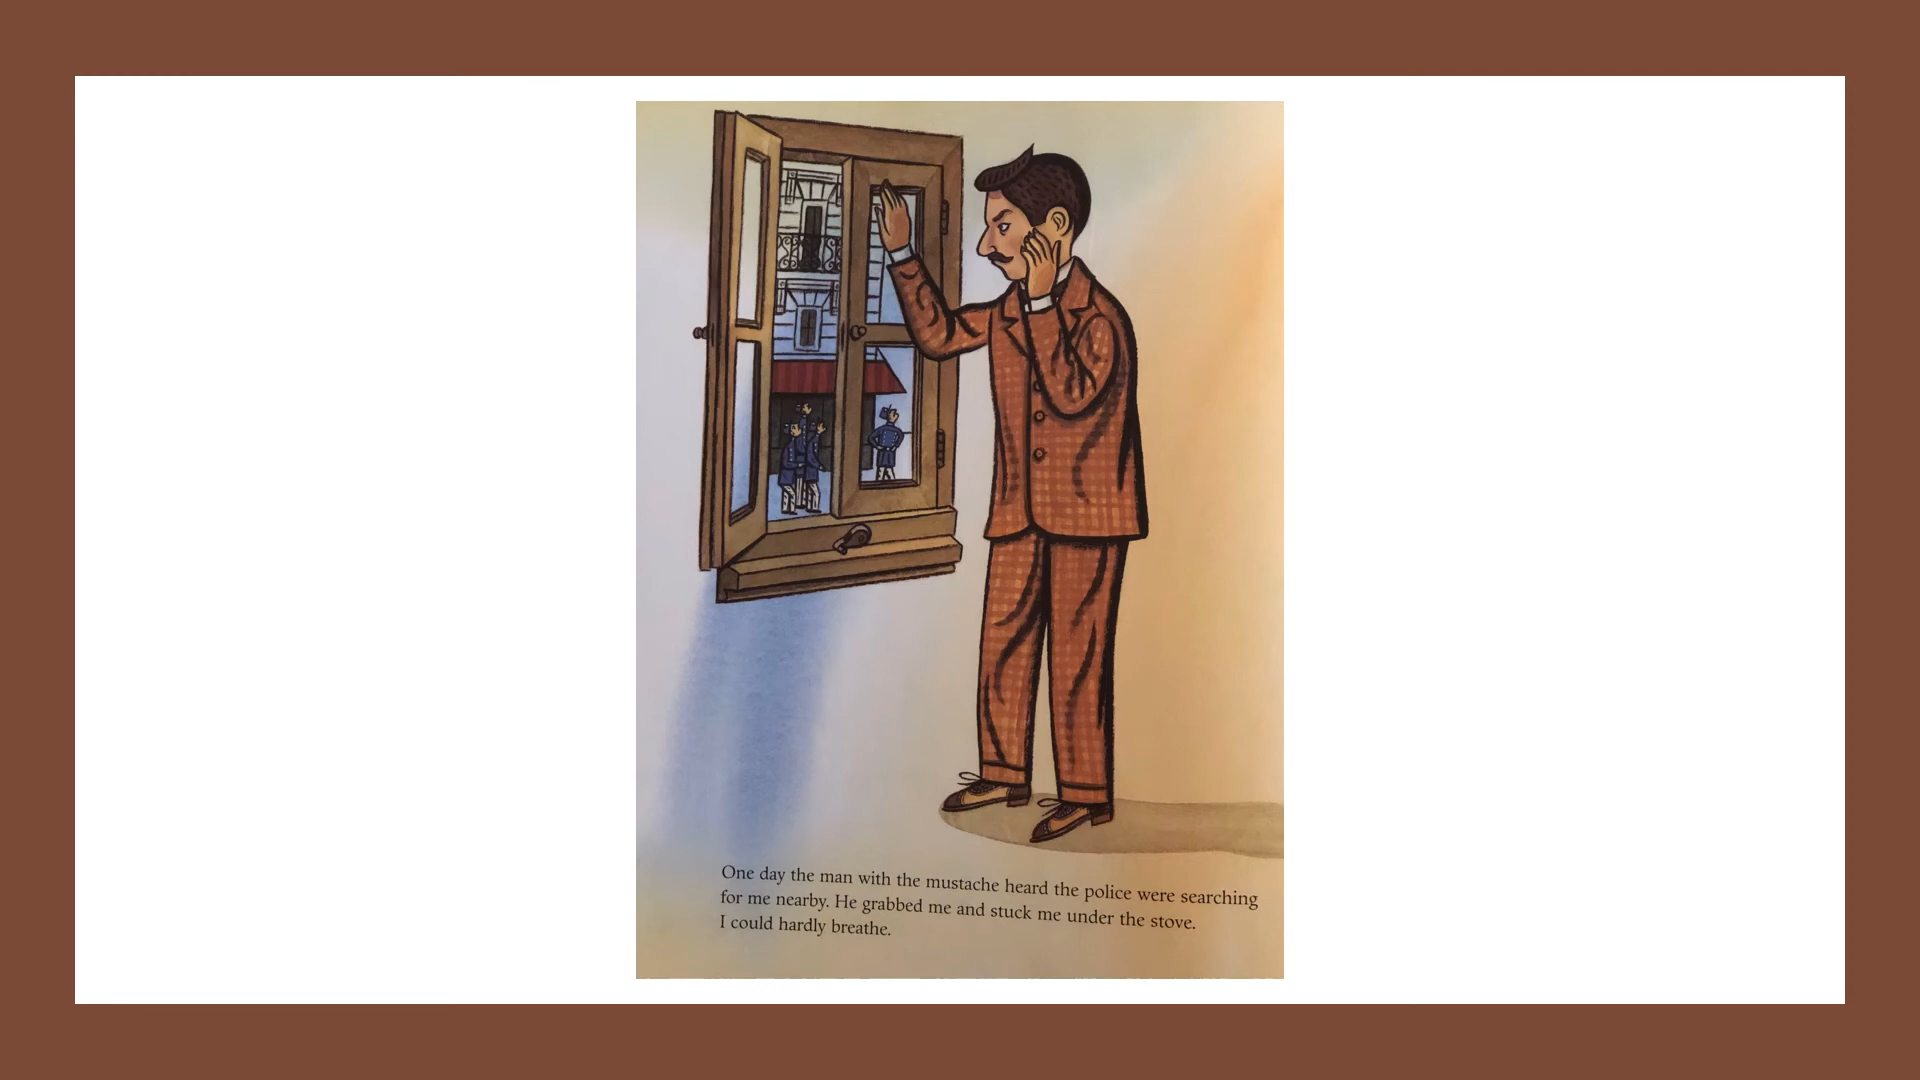 One day the man with the mustache heard the police were searching
for me nearby. He grabbed me and stuck me under the stove.
I could hardly breathe.